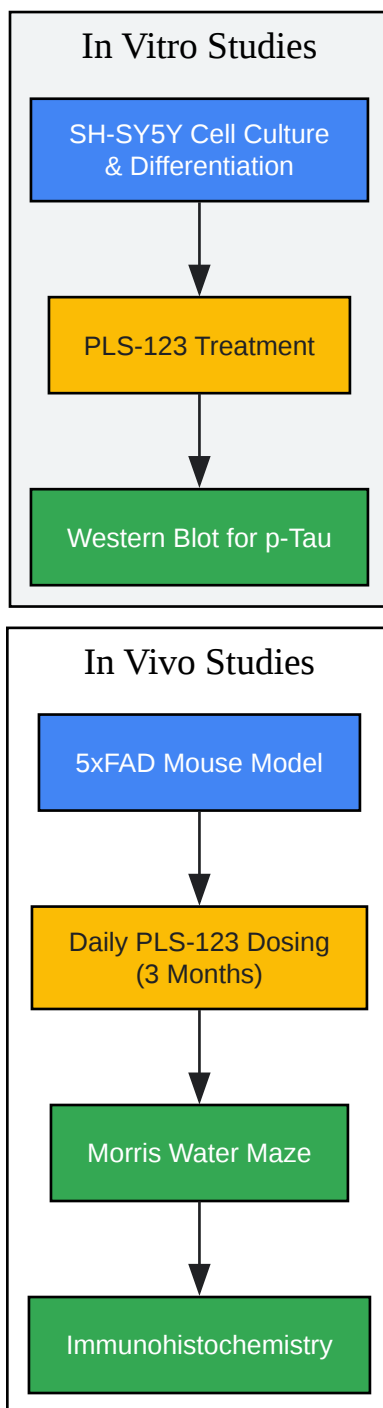 In Vitro Studies
SH-SY5Y Cell Culture
& Differentiation
PLS-123 Treatment
Western Blot for p-Tau
In Vivo Studies
5xFAD Mouse Model
Daily PLS-123 Dosing
(3 Months)
Morris Water Maze
Immunohistochemistry